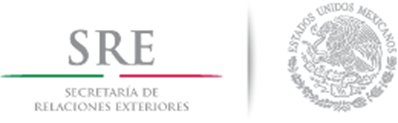 SRE
SECRETARÍA DE
RELACIONES EXTERIORES
ESTADOS UNIDOS MEXICANOS